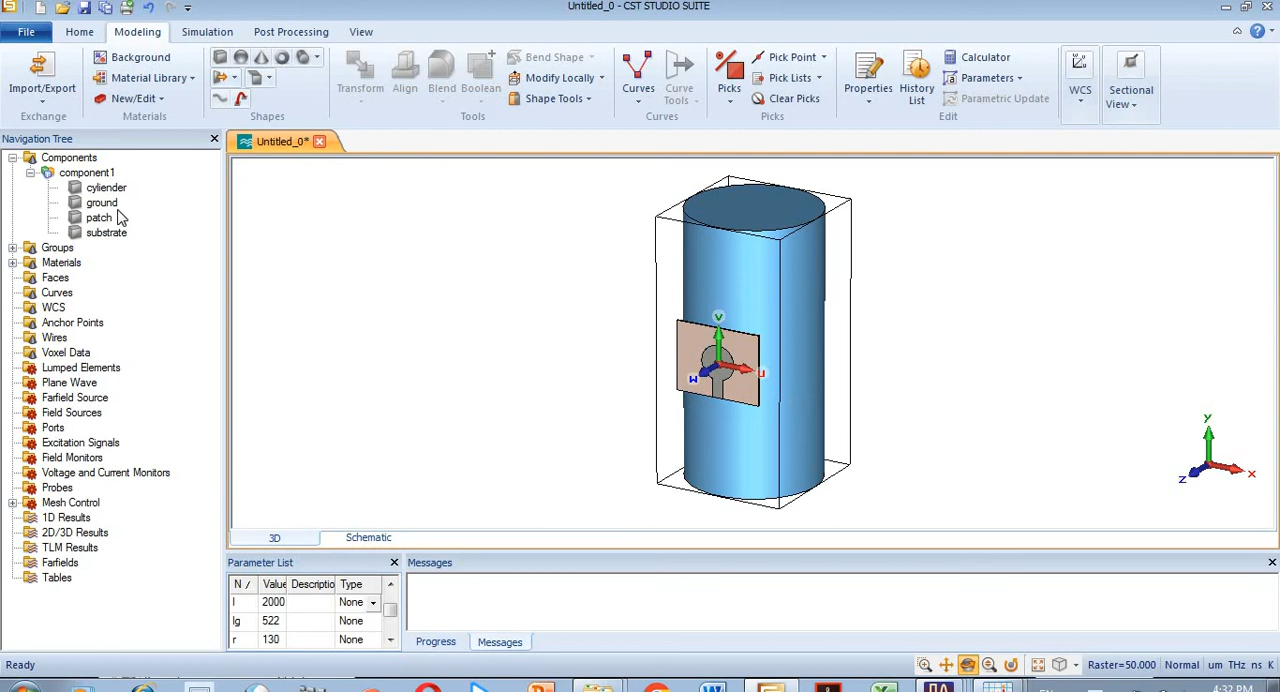 Untitled_0 - CST STUDIO SUITE
File Home Modeling Simulation Post Processing View
Import/Export
Exchange
Background
Material Library
New/Edit
Materials
Shapes
Transform Align Blend Boolean
Bend Shape
Modify Locally
Shape Tools
Tools
Curves Curve Tools
Curves
Picks
Pick Point
Pick Lists
Clear Picks
Picks
Properties History List
Calculator
Parameters
Parametric Update
Edit
WCS
Sectional View
Navigation Tree
Untitled_0*
Components
component1
cyliender
ground
patch
substrate
Groups
Materials
Faces
Curves
WCS
Anchor Points
Wires
Voxel Data
Lumped Elements
Plane Wave
Farfield Source
Field Sources
Ports
Excitation Signals
Field Monitors
Voltage and Current Monitors
Probes
Mesh Control
1D Results
2D/3D Results
TLM Results
Farfields
Tables
v
u
w
y
x
z
3D Schematic
Parameter List
N / Value Descriptio Type
l 2000 None
lg 522 None
r 130 None
Messages
Progress Messages
Ready
Raster=50.000 Normal um THz ns K
4:32 PM